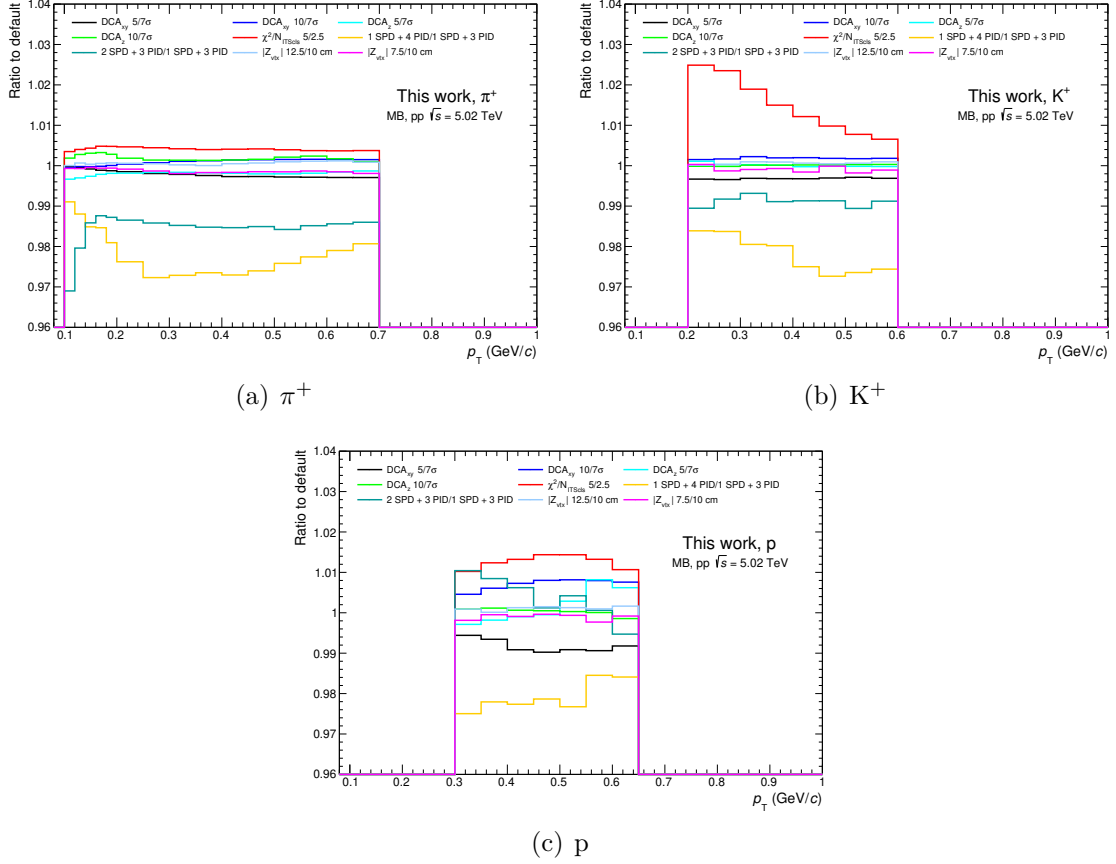 Ratio to default
1.04
1.03
1.02
1.01
1
0.99
0.98
0.97
0.96
DCAxy 5/7σ
DCAxy 10/7σ
DCAz 5/7σ
DCAz 10/7σ
χ²/N_ITScls 5/2.5
1 SPD + 4 PID/1 SPD + 3 PID
2 SPD + 3 PID/1 SPD + 3 PID
|Z_vtx| 12.5/10 cm
|Z_vtx| 7.5/10 cm
This work, π⁺
MB, pp √s = 5.02 TeV
0.1 0.2 0.3 0.4 0.5 0.6 0.7 0.8 0.9 1
p_T (GeV/c)
(a) π⁺
Ratio to default
1.04
1.03
1.02
1.01
1
0.99
0.98
0.97
0.96
DCAxy 5/7σ
DCAxy 10/7σ
DCAz 5/7σ
DCAz 10/7σ
χ²/N_ITScls 5/2.5
1 SPD + 4 PID/1 SPD + 3 PID
2 SPD + 3 PID/1 SPD + 3 PID
|Z_vtx| 12.5/10 cm
|Z_vtx| 7.5/10 cm
This work, K⁺
MB, pp √s = 5.02 TeV
0.1 0.2 0.3 0.4 0.5 0.6 0.7 0.8 0.9 1
p_T (GeV/c)
(b) K⁺
Ratio to default
1.04
1.03
1.02
1.01
1
0.99
0.98
0.97
0.96
DCAxy 5/7σ
DCAxy 10/7σ
DCAz 5/7σ
DCAz 10/7σ
χ²/N_ITScls 5/2.5
1 SPD + 4 PID/1 SPD + 3 PID
2 SPD + 3 PID/1 SPD + 3 PID
|Z_vtx| 12.5/10 cm
|Z_vtx| 7.5/10 cm
This work, p
MB, pp √s = 5.02 TeV
0.1 0.2 0.3 0.4 0.5 0.6 0.7 0.8 0.9 1
p_T (GeV/c)
(c) p